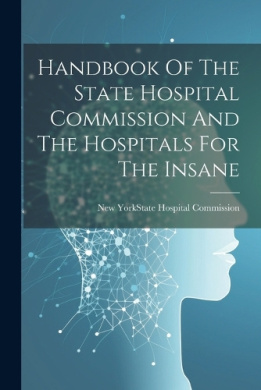 Handbook Of The
State Hospital
Commission And
The Hospitals For
The Insane
New YorkState Hospital Commission